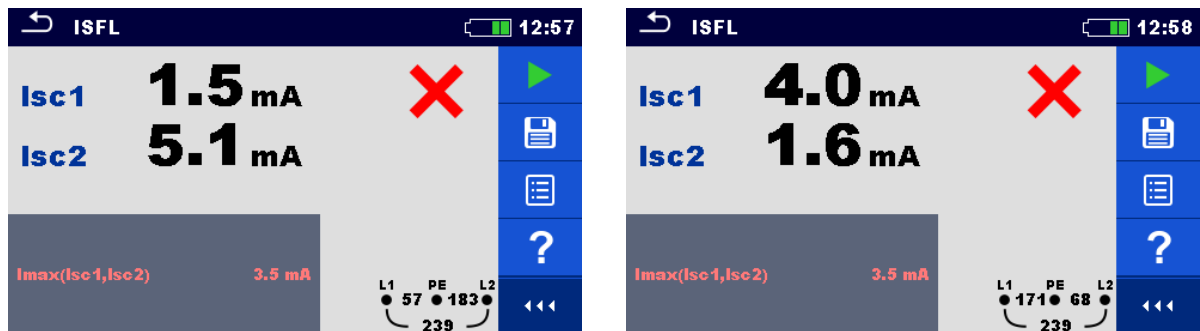 ISFL 12:57
Isc1 1.5 mA
Isc2 5.1 mA
?
Imax(Isc1,Isc2) 3.5 mA
L1 PE L2
57 183
239
ISFL 12:58
Isc1 4.0 mA
Isc2 1.6 mA
?
Imax(Isc1,Isc2) 3.5 mA
L1 PE L2
171 68
239